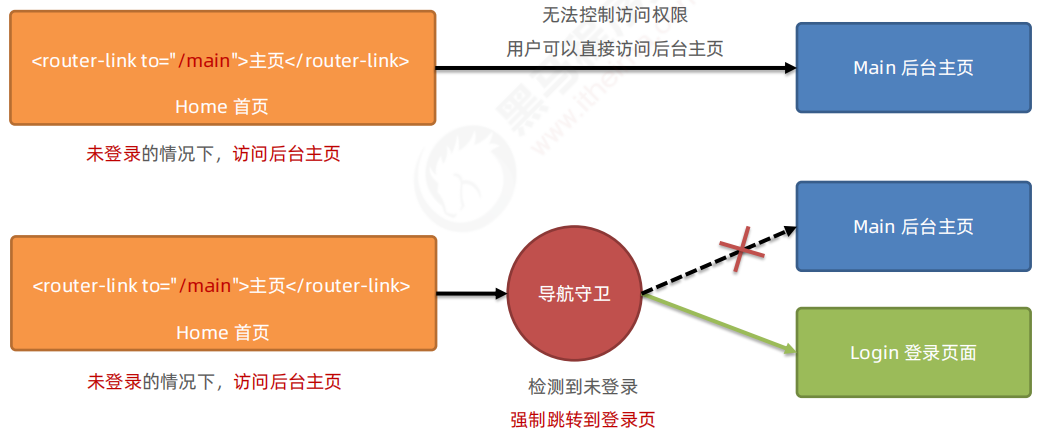 无法控制访问权限
用户可以直接访问后台主页
<router-link to="/main">主页</router-link>
Home 首页
Main 后台主页
未登录的情况下，访问后台主页
黑马
www.ithe
Main 后台主页
<router-link to="/main">主页</router-link>
Home 首页
导航守卫
Login 登录页面
未登录的情况下，访问后台主页
检测到未登录
强制跳转到登录页